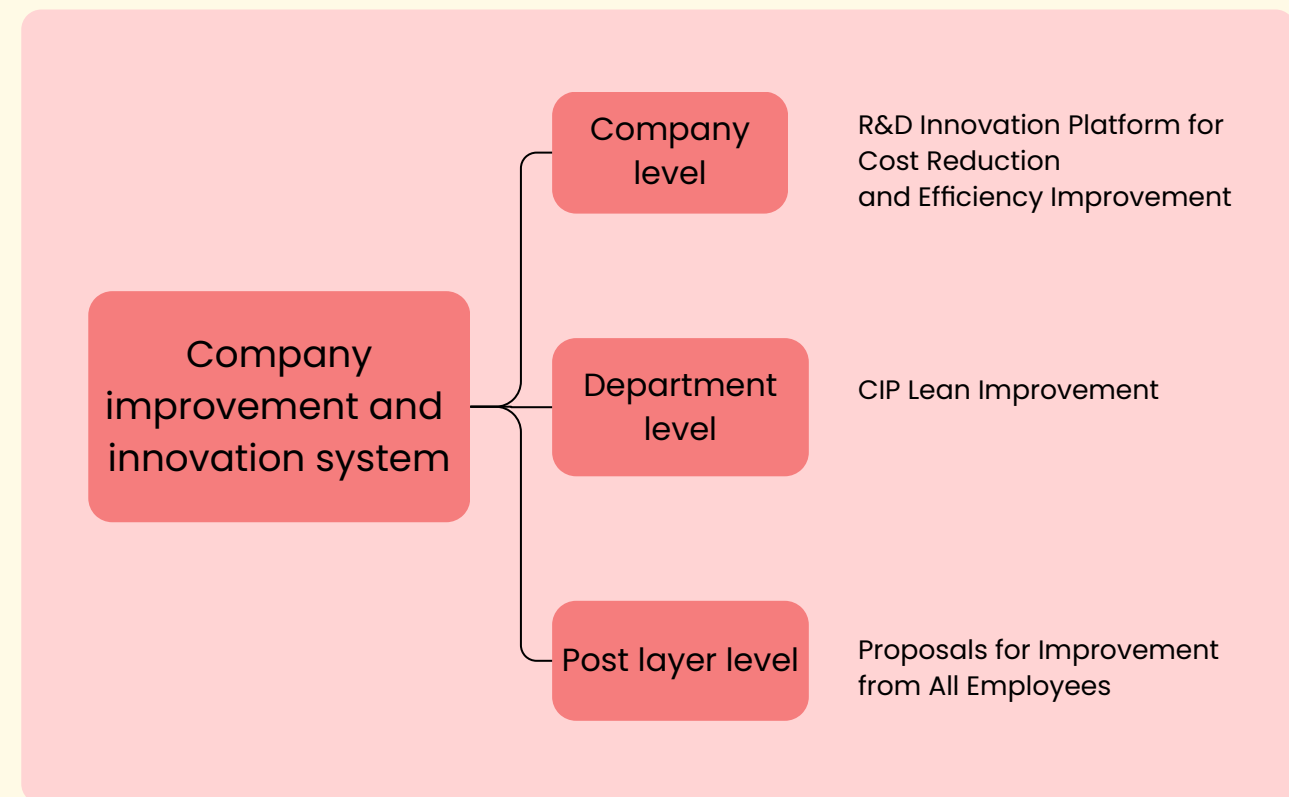 Company
level
R&D Innovation Platform for
Cost Reduction
and Efficiency Improvement
Company
improvement and
innovation system
Department
level
CIP Lean Improvement
Post layer level
Proposals for Improvement
from All Employees